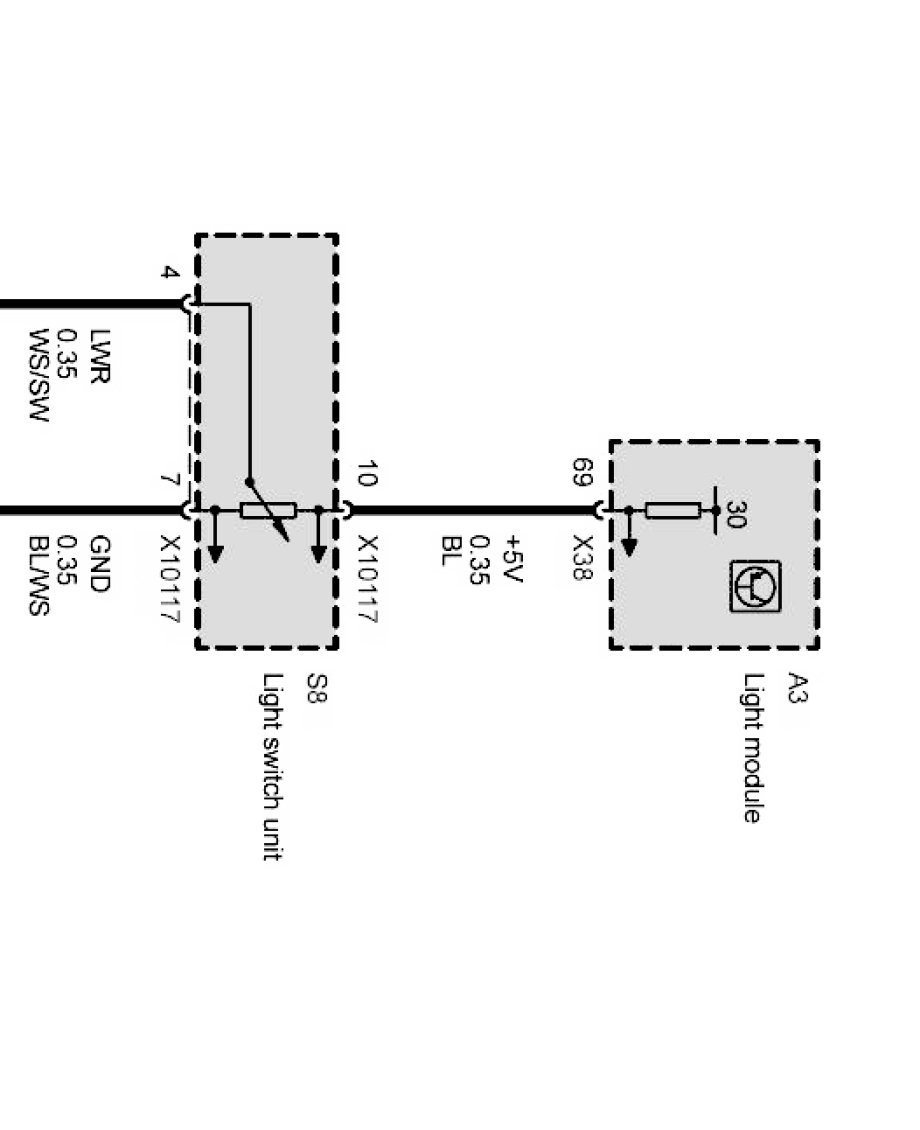 A3
Light module
30
69
X38
+5V
0.35
BL
10
X10117
S8
Light switch unit
4
LWR
0.35
WS/SW
7
X10117
GND
0.35
BL/WS